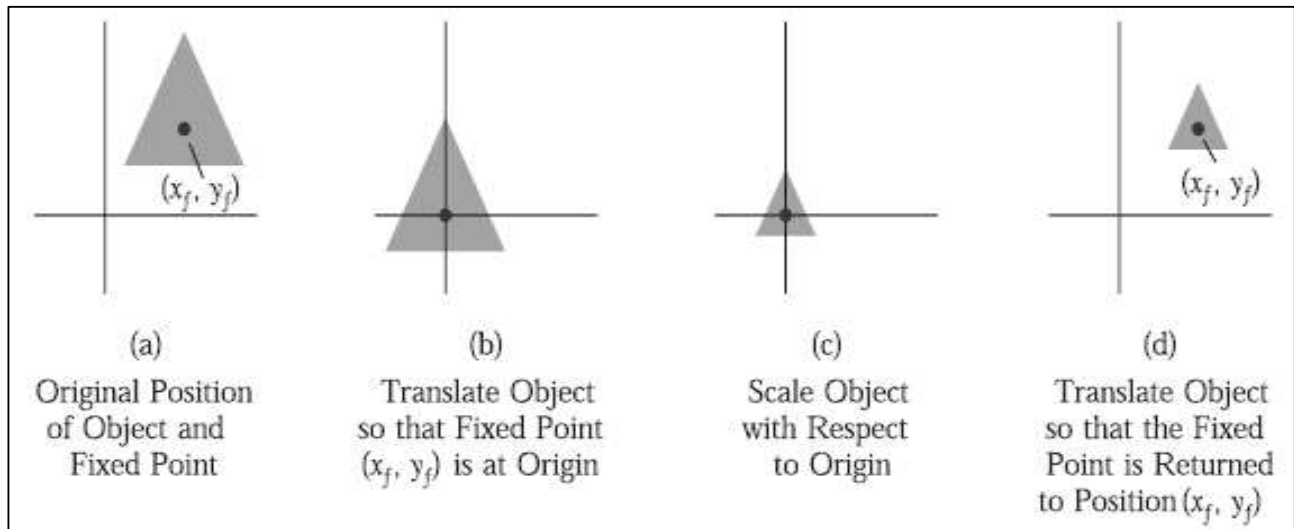 (x_f, y_f)
(x_f, y_f)
(a)
Original Position
of Object and
Fixed Point
(b)
Translate Object
so that Fixed Point
(x_f, y_f) is at Origin
(c)
Scale Object
with Respect
to Origin
(d)
Translate Object
so that the Fixed
Point is Returned
to Position (x_f, y_f)